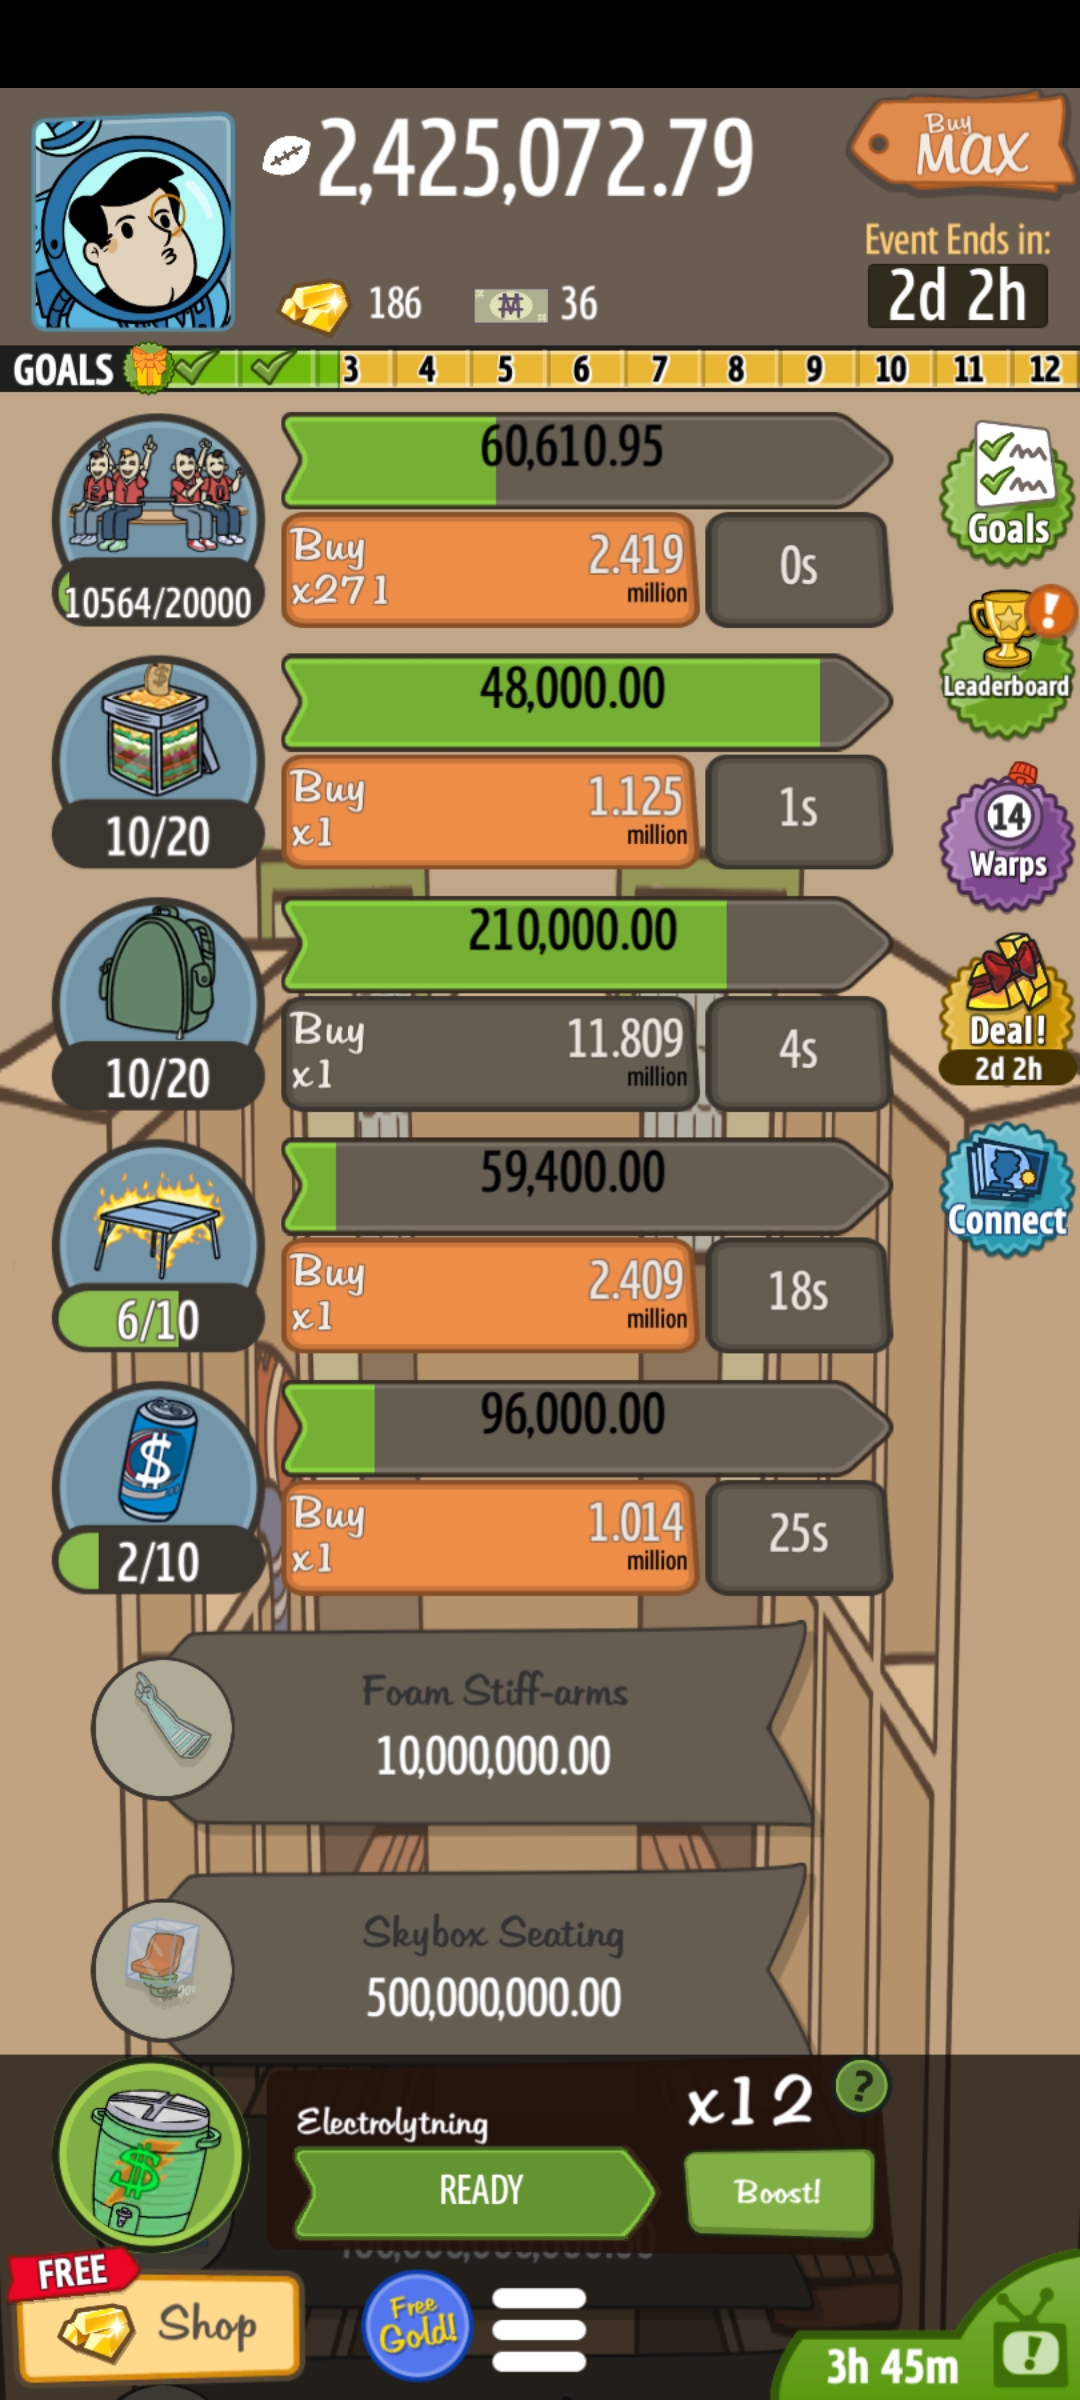 2,425,072.79
Buy
MAX
Event Ends in:
2d 2h
186
36
GOALS
3 4 5 6 7 8 9 10 11 12
60,610.95
10564/20000
Buy
x271
2.419
million
0s
Goals
48,000.00
10/20
Buy
x1
1.125
million
1s
Leaderboard
210,000.00
10/20
Buy
x1
11.809
million
4s
14
Warps
Deal!
2d 2h
59,400.00
6/10
Buy
x1
2.409
million
18s
Connect
96,000.00
2/10
Buy
x1
1.014
million
25s
Foam Stiff-arms
10,000,000.00
Skybox Seating
500,000,000.00
Electrolytning
x12
?
READY
Boost!
FREE
Shop
Free
Gold!
3h 45m